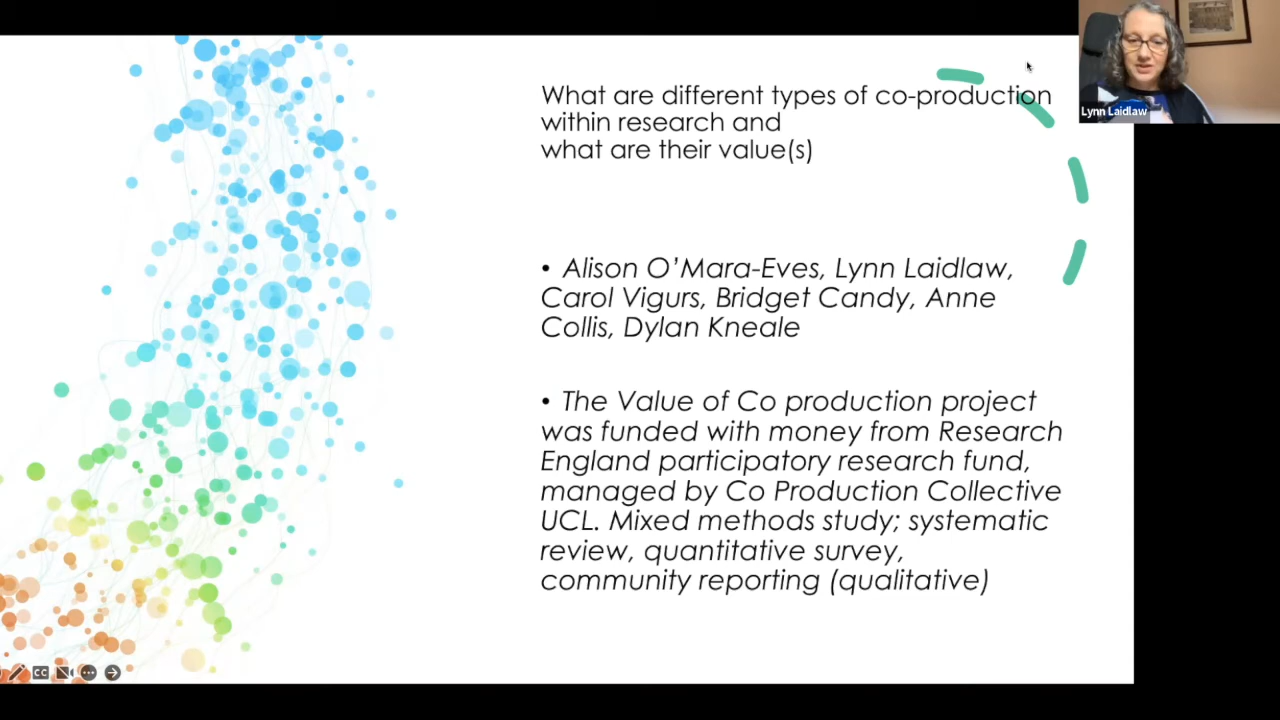 What are different types of co-production
within research and
what are their value(s)
Lynn Laidlaw
• Alison O’Mara-Eves, Lynn Laidlaw,
Carol Vigurs, Bridget Candy, Anne
Collis, Dylan Kneale
• The Value of Co production project
was funded with money from Research
England participatory research fund,
managed by Co Production Collective
UCL. Mixed methods study; systematic
review, quantitative survey,
community reporting (qualitative)
CC